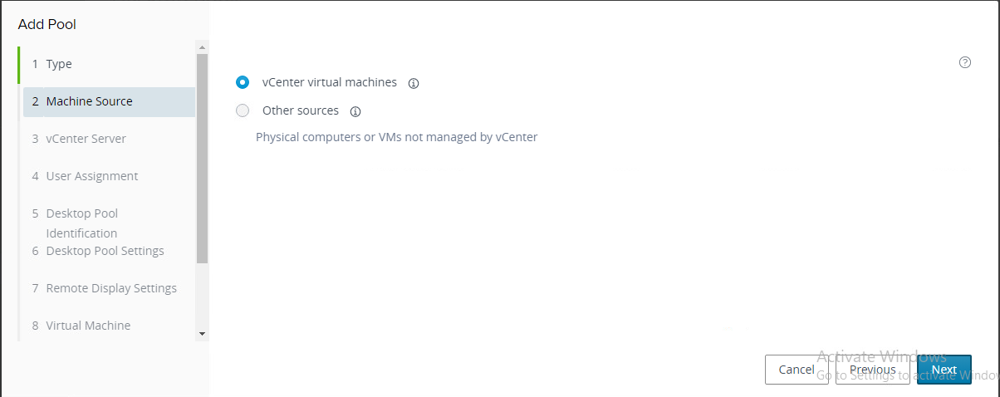 Add Pool
1 Type
2 Machine Source
3 vCenter Server
4 User Assignment
5 Desktop Pool
Identification
6 Desktop Pool Settings
7 Remote Display Settings
8 Virtual Machine
vCenter virtual machines
Other sources
Physical computers or VMs not managed by vCenter
Activate Windows
Go to Settings to activate Windo
Cancel
Previous
Next